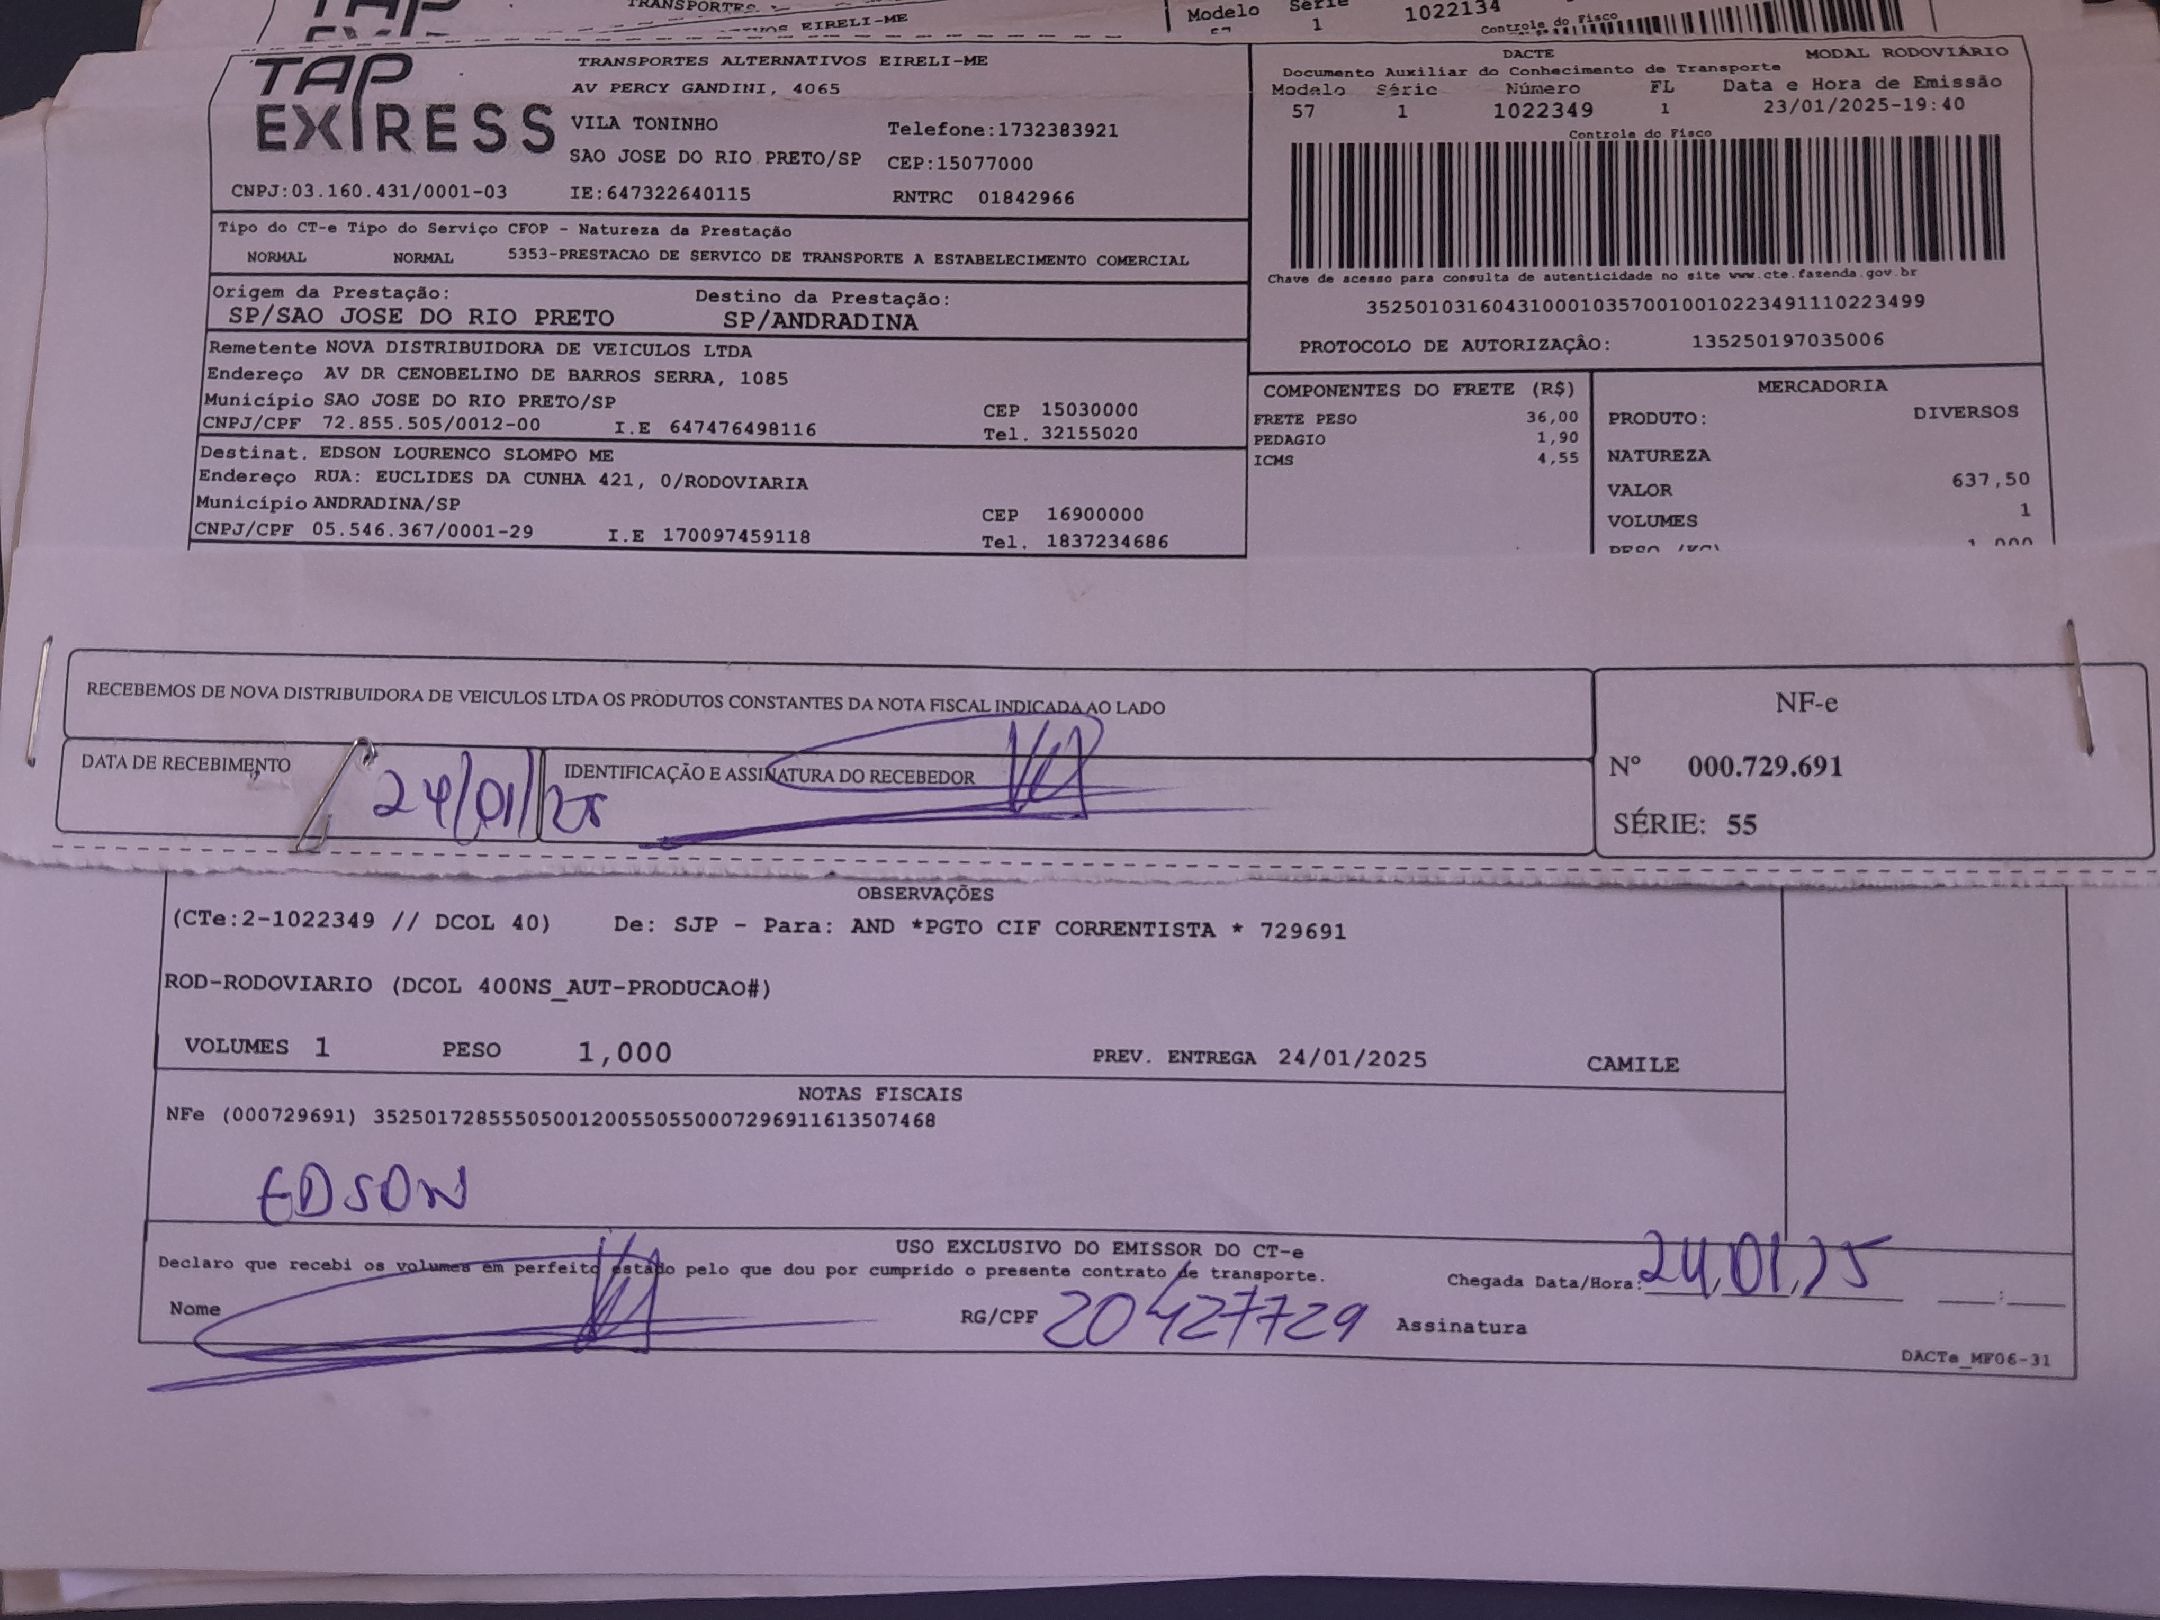 TRANSPORTES
EIRELI-ME
Modelo Série 1022134
1
Controle do Fisco
TAP EXPRESS
TRANSPORTES ALTERNATIVOS EIRELI-ME
AV PERCY GANDINI, 4065
VILA TONINHO Telefone:1732383921
SAO JOSE DO RIO PRETO/SP CEP:15077000
CNPJ:03.160.431/0001-03 IE:647322640115 RNTRC 01842966
DACTE MODAL RODOVIÁRIO
Documento Auxiliar do Conhecimento de Transporte
Modelo Série Número FL Data e Hora de Emissão
57 1 1022349 1 23/01/2025-19:40
Controle do Fisco
Chave de acesso para consulta de autenticidade no site www.cte.fazenda.gov.br
35250103160431000103570010010223491110223499
PROTOCOLO DE AUTORIZAÇÂO: 135250197035006
Tipo do CT-e Tipo do Serviço CFOP - Natureza da Prestação
NORMAL NORMAL 5353-PRESTACAO DE SERVICO DE TRANSPORTE A ESTABELECIMENTO COMERCIAL
Origem da Prestação: Destino da Prestação:
SP/SAO JOSE DO RIO PRETO SP/ANDRADINA
Remetente NOVA DISTRIBUIDORA DE VEICULOS LTDA
Endereço AV DR CENOBELINO DE BARROS SERRA, 1085
Município SAO JOSE DO RIO PRETO/SP CEP 15030000
CNPJ/CPF 72.855.505/0012-00 I.E 647476498116 Tel. 32155020
Destinat. EDSON LOURENCO SLOMPO ME
Endereço RUA: EUCLIDES DA CUNHA 421, 0/RODOVIARIA
Município ANDRADINA/SP CEP 16900000
CNPJ/CPF 05.546.367/0001-29 I.E 170097459118 Tel. 1837234686
COMPONENTES DO FRETE (R$)
FRETE PESO 36,00
PEDAGIO 1,90
ICMS 4,55
MERCADORIA
PRODUTO: DIVERSOS
NATUREZA
VALOR 637,50
VOLUMES 1
PESO (KG) 1,000
RECEBEMOS DE NOVA DISTRIBUIDORA DE VEICULOS LTDA OS PRODUTOS CONSTANTES DA NOTA FISCAL INDICADA AO LADO
DATA DE RECEBIMENTO
24/01/25
IDENTIFICAÇÃO E ASSINATURA DO RECEBEDOR
NF-e
Nº 000.729.691
SÉRIE: 55
OBSERVAÇÕES
(CTe:2-1022349 // DCOL 40) De: SJP - Para: AND *PGTO CIF CORRENTISTA * 729691
ROD-RODOVIARIO (DCOL 400NS_AUT-PRODUCAO#)
VOLUMES 1 PESO 1,000 PREV. ENTREGA 24/01/2025 CAMILE
NOTAS FISCAIS
NFe (000729691) 35250172855505001200550550007296911613507468
EDSON
USO EXCLUSIVO DO EMISSOR DO CT-e
Declaro que recebi os volumes em perfeito estado pelo que dou por cumprido o presente contrato de transporte.
Chegada Data/Hora: 24,01,25
Nome RG/CPF 20427729 Assinatura
DACTe_MF06-31